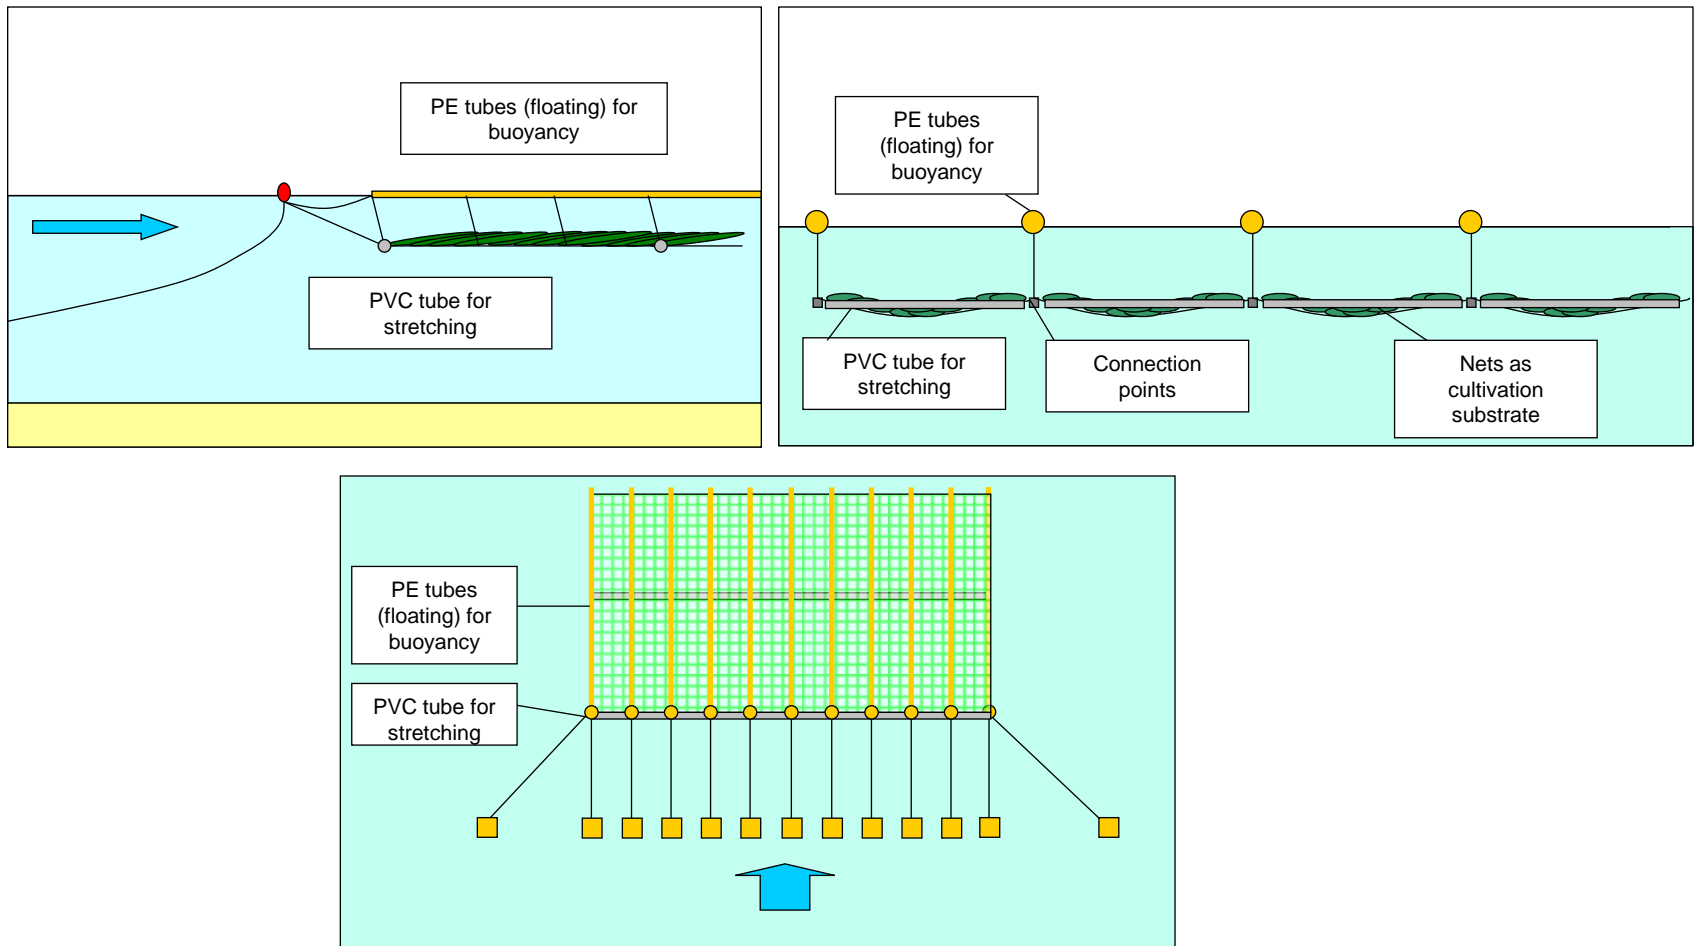 PE tubes (floating) for
buoyancy
PVC tube for
stretching
PE tubes
(floating) for
buoyancy
PVC tube for
stretching
Connection
points
Nets as
cultivation
substrate
PE tubes
(floating) for
buoyancy
PVC tube for
stretching